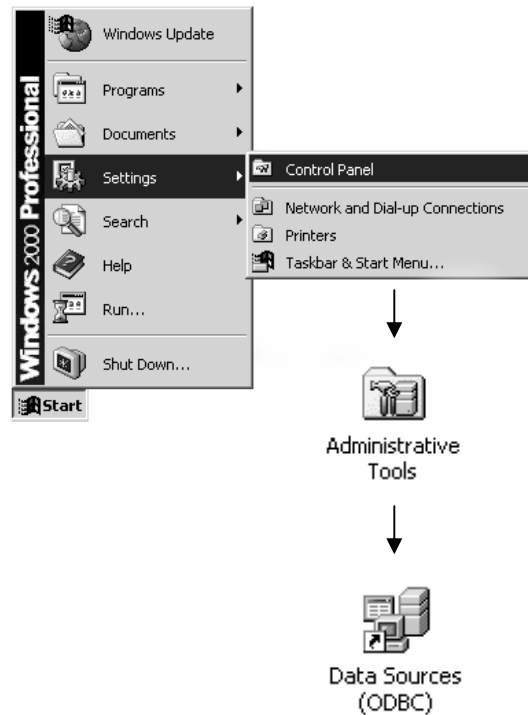 Windows 2000 Professional
Windows Update
Programs
Documents
Settings
Search
Help
Run...
Shut Down...
Start
Control Panel
Network and Dial-up Connections
Printers
Taskbar & Start Menu...
Administrative
Tools
Data Sources
(ODBC)